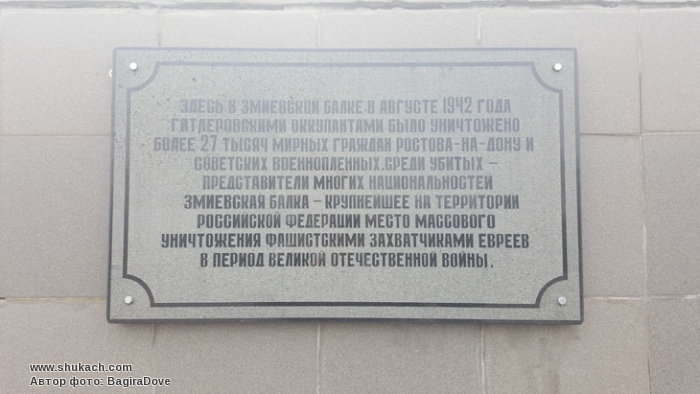 ЗДЕСЬ В ЗМИЕВСКОЙ БАЛКЕ В АВГУСТЕ 1942 ГОДА
ГИТЛЕРОВСКИМИ ОККУПАНТАМИ БЫЛО УНИЧТОЖЕНО
БОЛЕЕ 27 ТЫСЯЧ МИРНЫХ ГРАЖДАН РОСТОВА-НА-ДОНУ И
СОВЕТСКИХ ВОЕННОПЛЕННЫХ.СРЕДИ УБИТЫХ –
ПРЕДСТАВИТЕЛИ МНОГИХ НАЦИОНАЛЬНОСТЕЙ
ЗМИЕВСКАЯ БАЛКА – КРУПНЕЙШЕЕ НА ТЕРРИТОРИИ
РОССИЙСКОЙ ФЕДЕРАЦИИ МЕСТО МАССОВОГО
УНИЧТОЖЕНИЯ ФАШИСТСКИМИ ЗАХВАТЧИКАМИ ЕВРЕЕВ
В ПЕРИОД ВЕЛИКОЙ ОТЕЧЕСТВЕННОЙ ВОЙНЫ.
www.shukach.com
Автор фото: BagiraDove